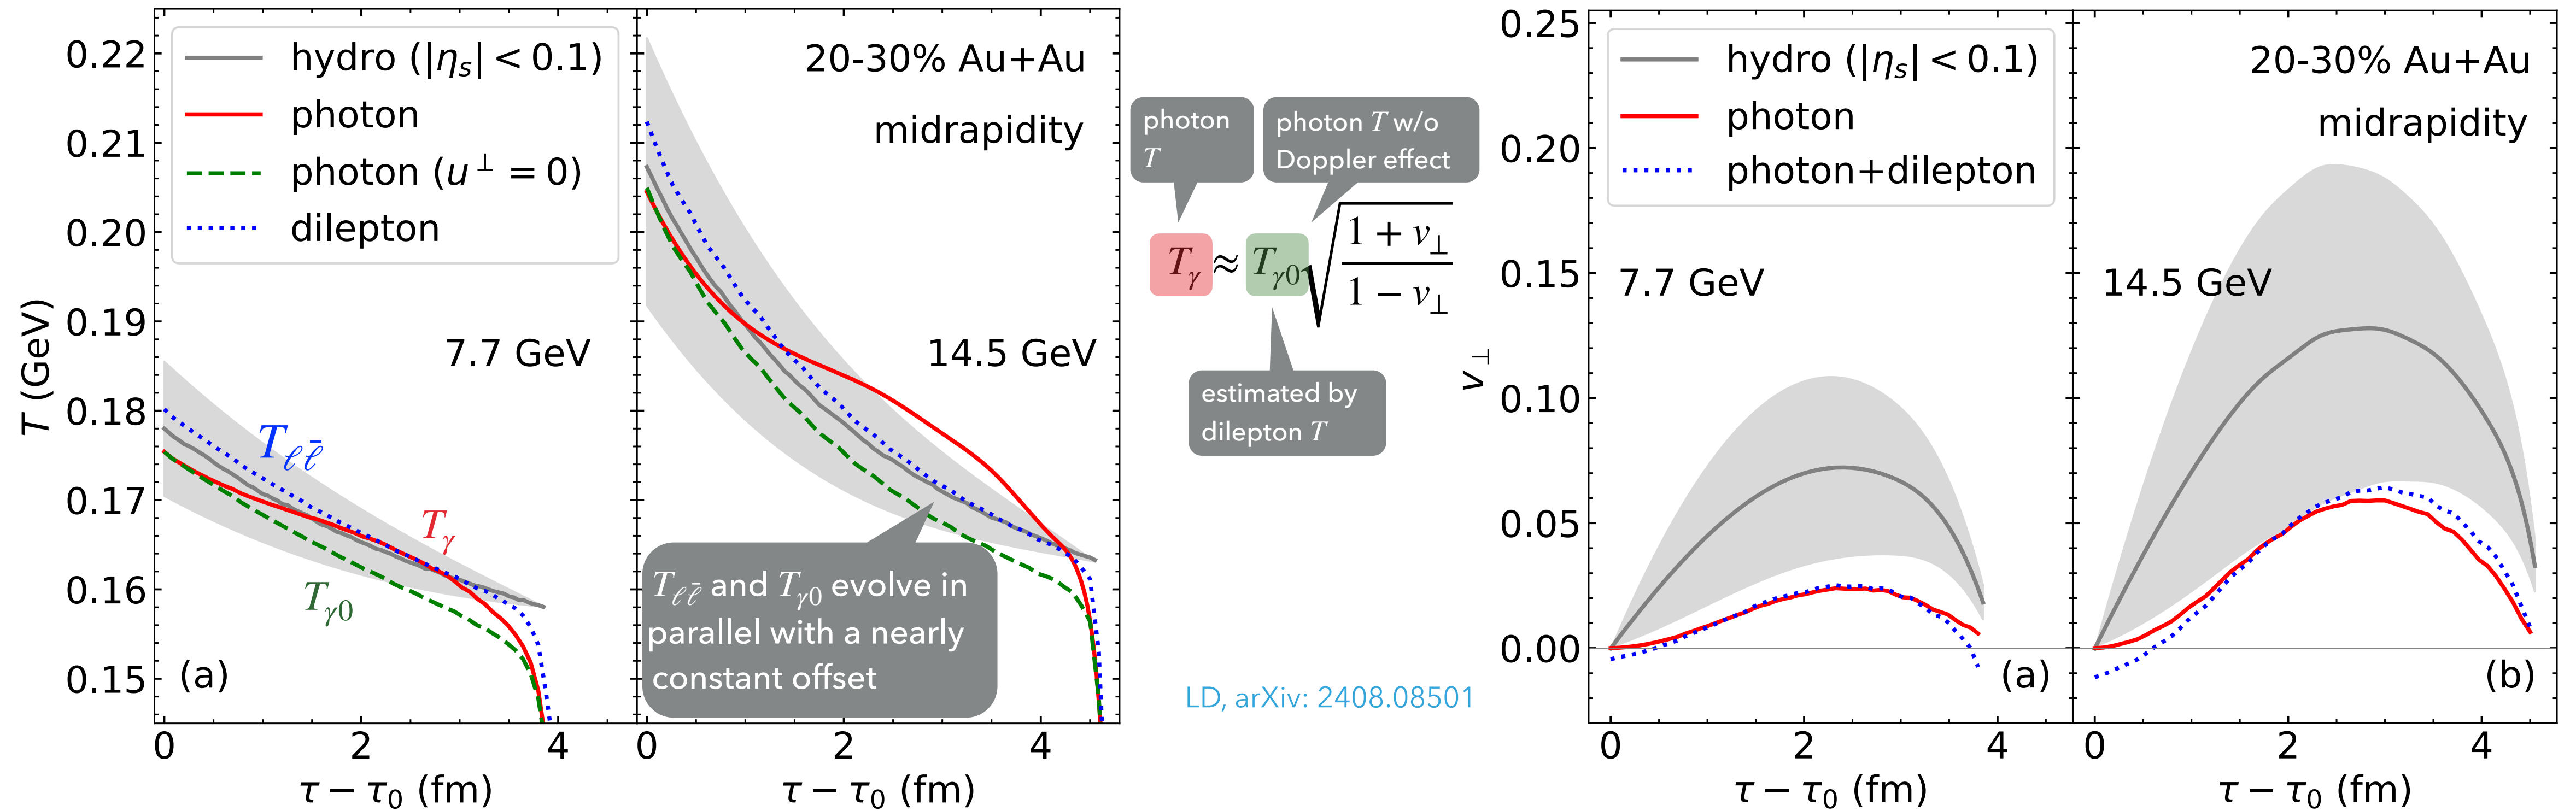 T (GeV)
0.22
0.21
0.20
0.19
0.18
0.17
0.16
0.15
hydro (|ηs| < 0.1)
photon
photon (u⊥ = 0)
dilepton
7.7 GeV
Tℓℓ̄
Tγ
Tγ0
(a)
0 2 4
τ − τ0 (fm)
20-30% Au+Au
midrapidity
14.5 GeV
Tℓℓ̄ and Tγ0 evolve in
parallel with a nearly
constant offset
0 2 4
τ − τ0 (fm)
photon
T
photon T w/o
Doppler effect
Tγ ≈ Tγ0 √((1 + v⊥)/(1 − v⊥))
estimated by
dilepton T
LD, arXiv: 2408.08501
v⊥
0.25
0.20
0.15
0.10
0.05
0.00
hydro (|ηs| < 0.1)
photon
photon+dilepton
7.7 GeV
(a)
0 2 4
τ − τ0 (fm)
20-30% Au+Au
midrapidity
14.5 GeV
(b)
0 2 4
τ − τ0 (fm)